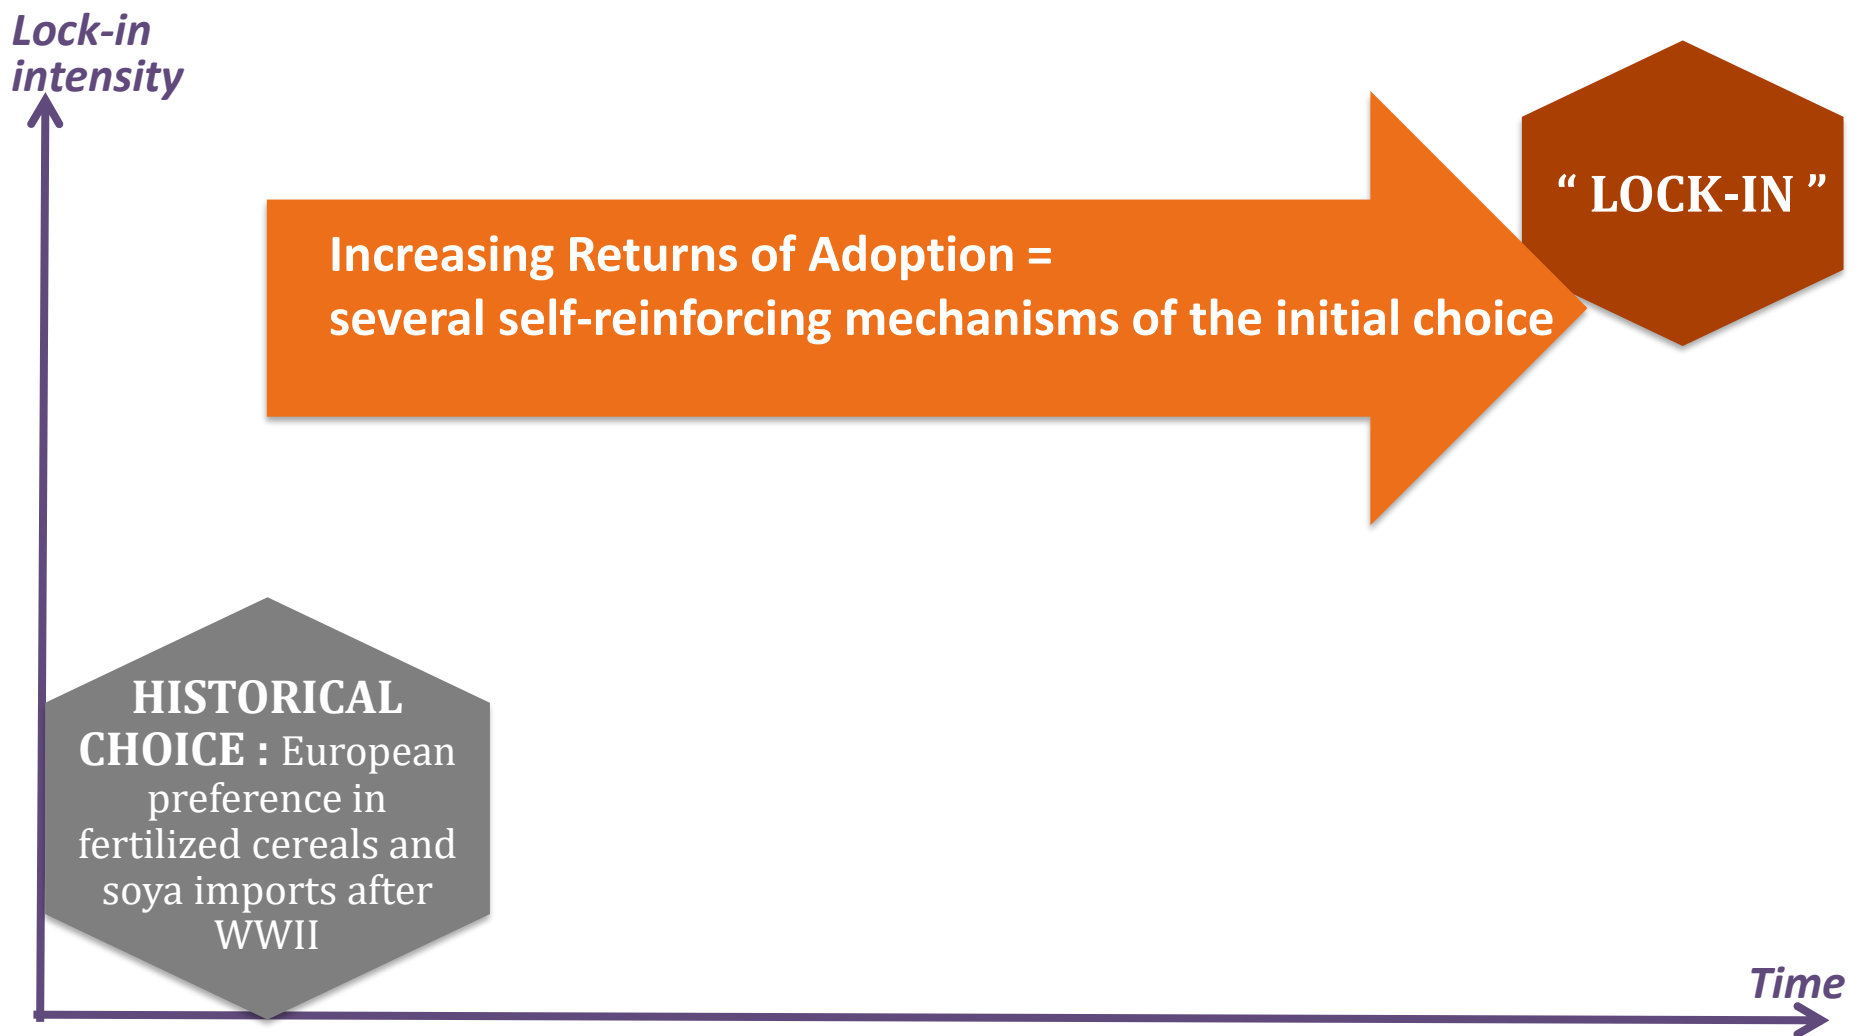 Lock-in
intensity
“ LOCK-IN ”
Increasing Returns of Adoption =
several self-reinforcing mechanisms of the initial choice
HISTORICAL
CHOICE : European
preference in
fertilized cereals and
soya imports after
WWII
Time